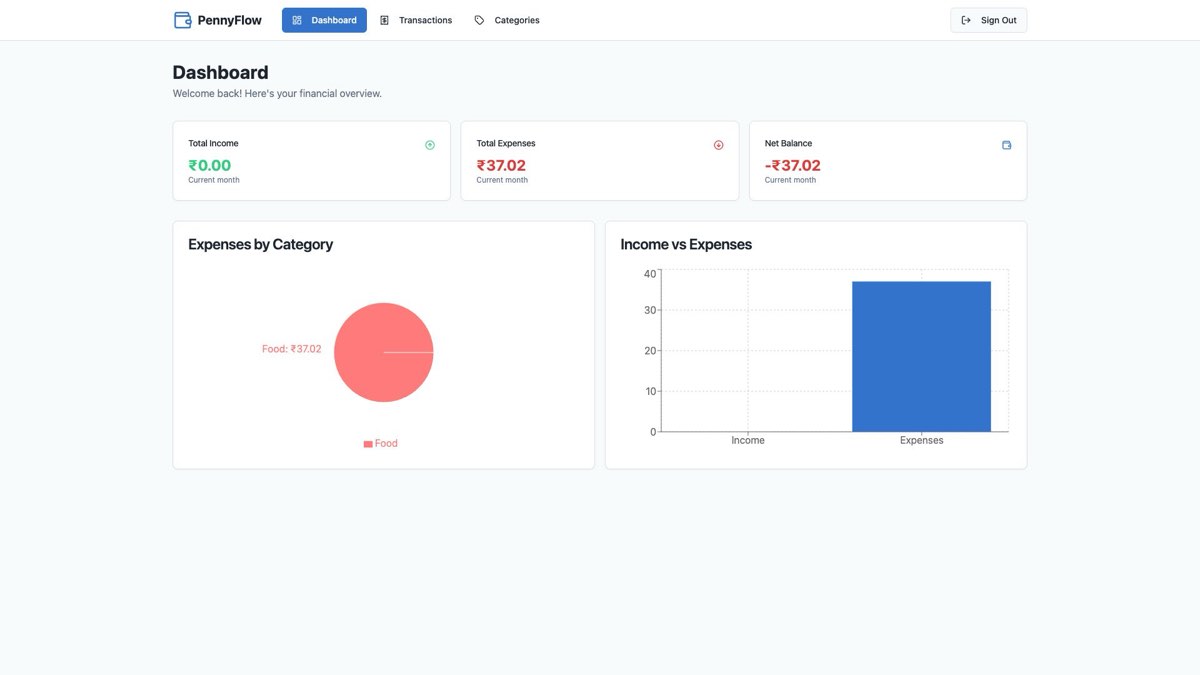 PennyFlow
Dashboard
Transactions
Categories
Sign Out
Dashboard
Welcome back! Here's your financial overview.
Total Income
₹0.00
Current month
Total Expenses
₹37.02
Current month
Net Balance
-₹37.02
Current month
Expenses by Category
Food: ₹37.02
Food
Income vs Expenses
40
30
20
10
0
Income
Expenses